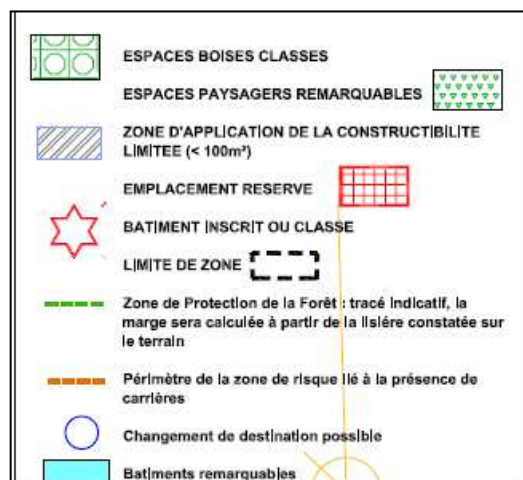 ESPACES BOISES CLASSES
ESPACES PAYSAGERS REMARQUABLES
ZONE D'APPLICATION DE LA CONSTRUCTIBILITE
LIMITEE (< 100m²)
EMPLACEMENT RESERVE
BATIMENT INSCRIT OU CLASSE
LIMITE DE ZONE
Zone de Protection de la Forêt : tracé indicatif, la
marge sera calculée à partir de la lisiére constatée sur
le terrain
Périmètre de la zone de risque lié à la présence de
carrières
Changement de destination possible
Batiments remarquables